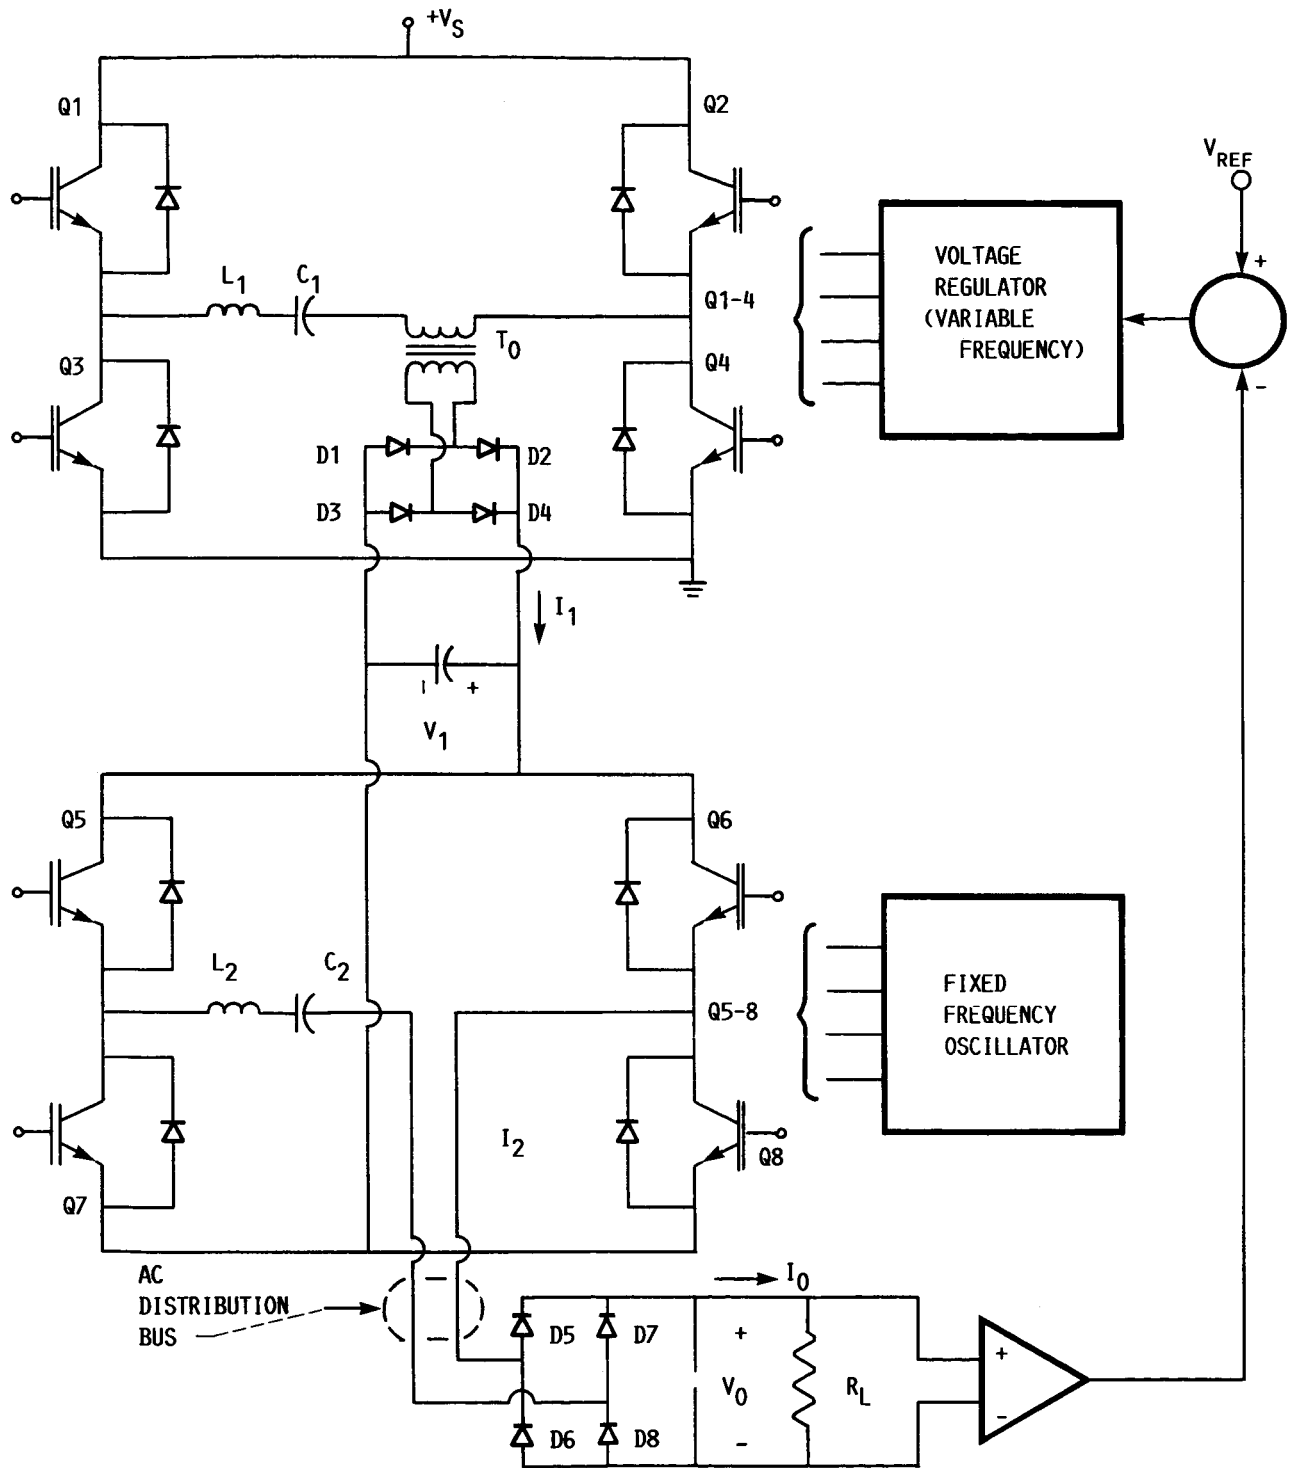 +VS
Q1
Q2
VREF
+
L1
C1
T0
Q1-4
VOLTAGE
REGULATOR
(VARIABLE
FREQUENCY)
Q3
Q4
-
D1
D2
D3
D4
I1
+
V1
Q5
Q6
L2
C2
Q5-8
FIXED
FREQUENCY
OSCILLATOR
I2
Q8
Q7
AC
DISTRIBUTION
BUS
I0
D5
D7
+
V0
-
RL
+
-
D6
D8